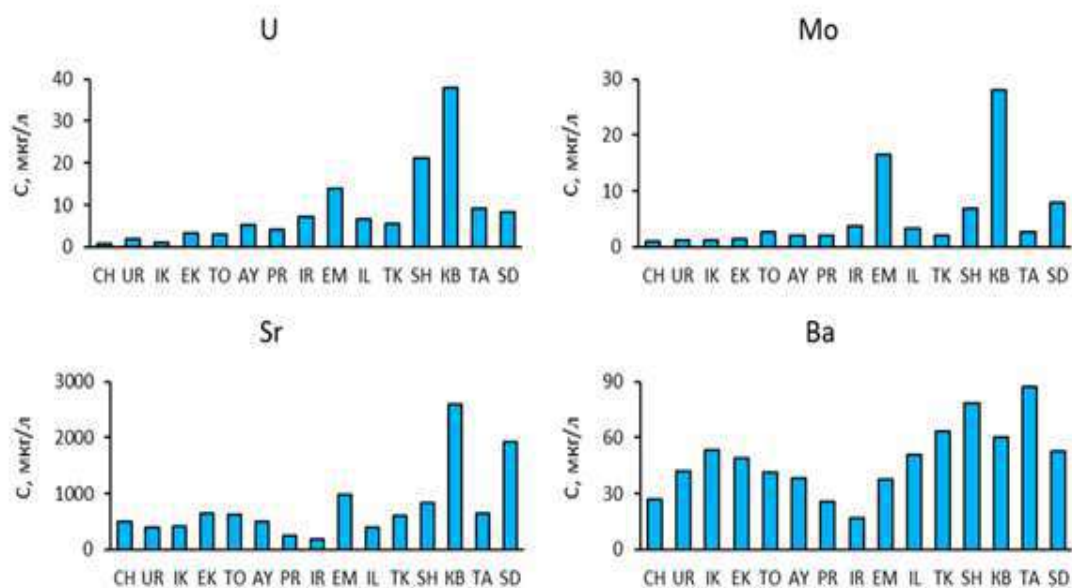 U
C, мкг/л
40
30
20
10
0
CH UR IK EK TO AY PR IR EM IL TK SH KB TA SD
Mo
C, мкг/л
30
20
10
0
CH UR IK EK TO AY PR IR EM IL TK SH KB TA SD
Sr
C, мкг/л
3000
2000
1000
0
CH UR IK EK TO AY PR IR EM IL TK SH KB TA SD
Ba
C, мкг/л
90
60
30
0
CH UR IK EK TO AY PR IR EM IL TK SH KB TA SD